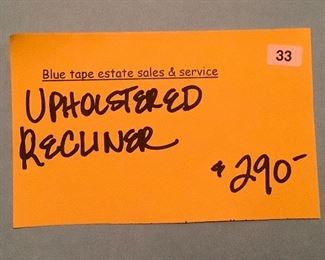 33
Blue tape estate sales & service
UPHOLSTERED
RECLINER
$290-